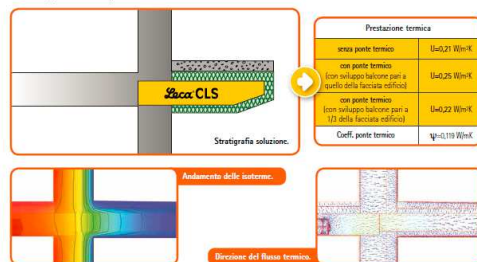 Leca CLS
Stratigrafia soluzione.
Prestazione termica
senza ponte termico U=0,21 W/m²K
con ponte termico
(con sviluppo balcone pari a
quello della facciata edificio) U=0,25 W/m²K
con ponte termico
(con sviluppo balcone pari a
1/3 della facciata edificio) U=0,22 W/m²K
Coeff. ponte termico Ψ=0,119 W/mK
Andamento delle isoterme.
Direzione del flusso termico.